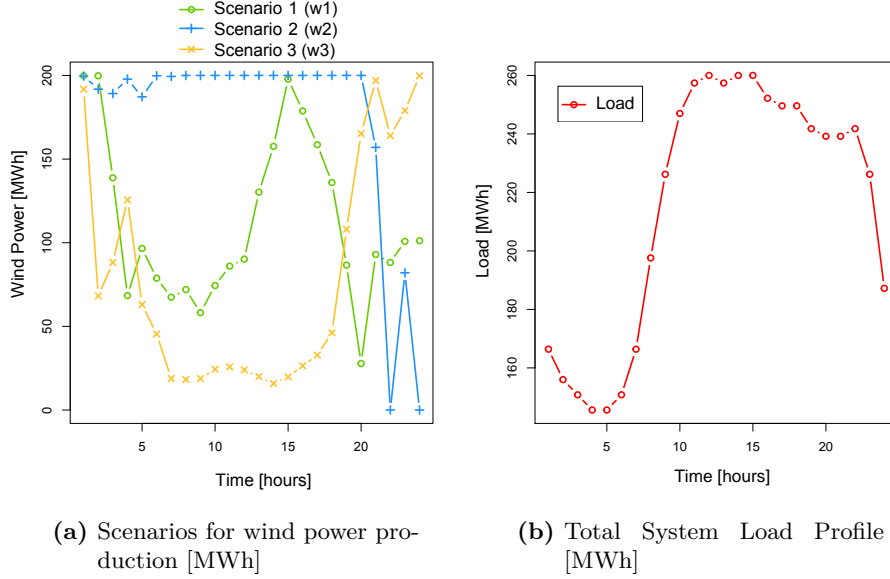 Scenario 1 (w1)
Scenario 2 (w2)
Scenario 3 (w3)
Wind Power [MWh]
200
150
100
50
0
5
10
15
20
Time [hours]
Load
Load [MWh]
260
240
220
200
180
160
5
10
15
20
Time [hours]
(a) Scenarios for wind power pro-
duction [MWh]
(b) Total System Load Profile
[MWh]